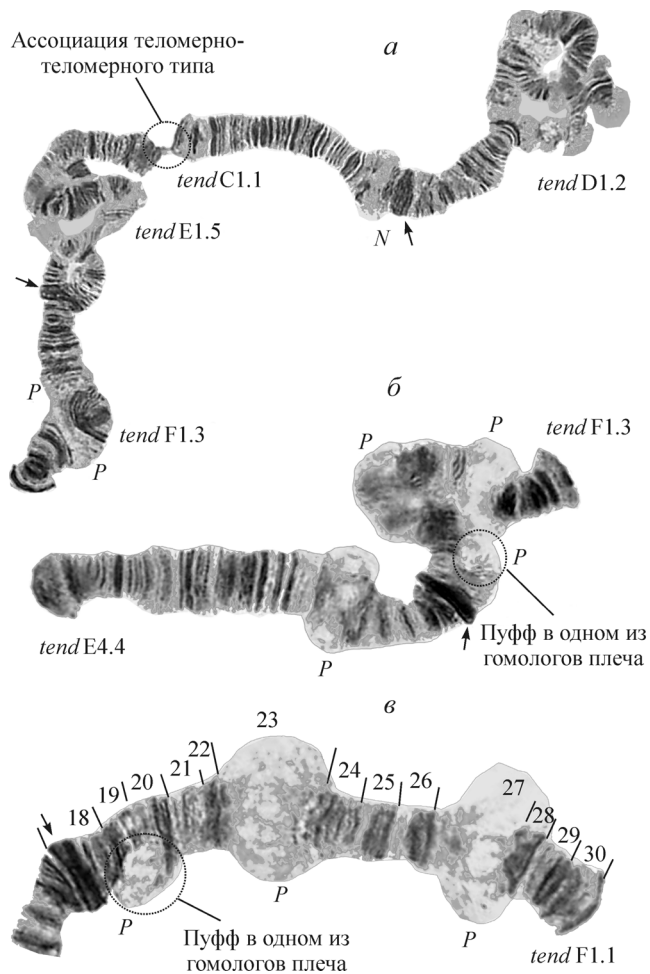 а
Ассоциация теломерно-
теломерного типа
tend C1.1
tend D1.2
tend E1.5
N
P
tend F1.3
P
б
P
P
tend F1.3
P
tend E4.4
P
Пуфф в одном из
гомологов плеча
в
18 19 20 21 22 23 24 25 26 27 28 29 30
P
P
P
Пуфф в одном из
гомологов плеча
tend F1.1